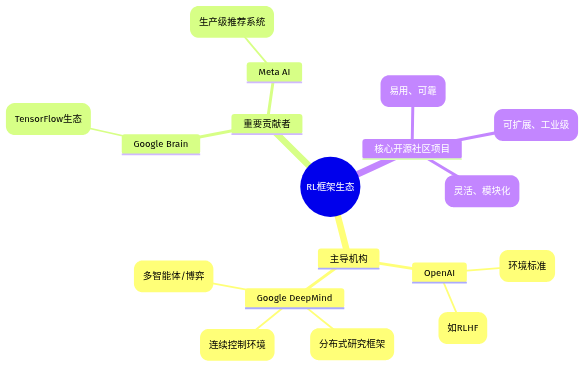 生产级推荐系统
Meta AI
易用、可靠
TensorFlow生态
重要贡献者
可扩展、工业级
Google Brain
核心开源社区项目
RL框架生态
灵活、模块化
主导机构
多智能体/博弈
OpenAI
环境标准
Google DeepMind
如RLHF
连续控制环境
分布式研究框架